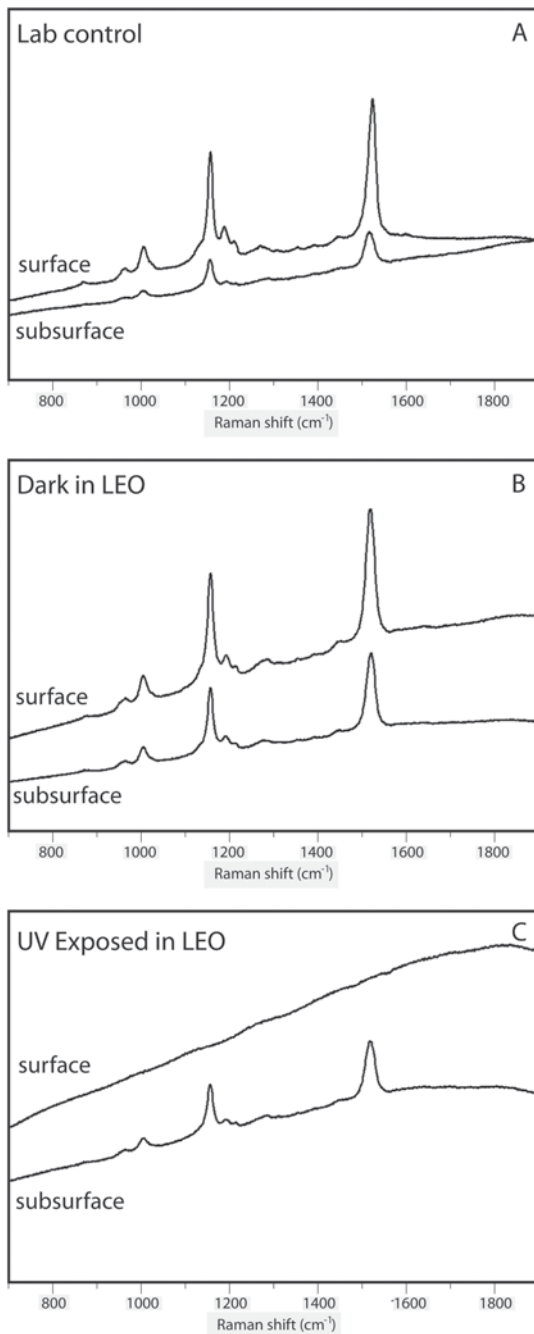 Lab control A
surface
subsurface
800 1000 1200 1400 1600 1800
Raman shift (cm⁻¹)
Dark in LEO B
surface
subsurface
800 1000 1200 1400 1600 1800
Raman shift (cm⁻¹)
UV Exposed in LEO C
surface
subsurface
800 1000 1200 1400 1600 1800
Raman shift (cm⁻¹)